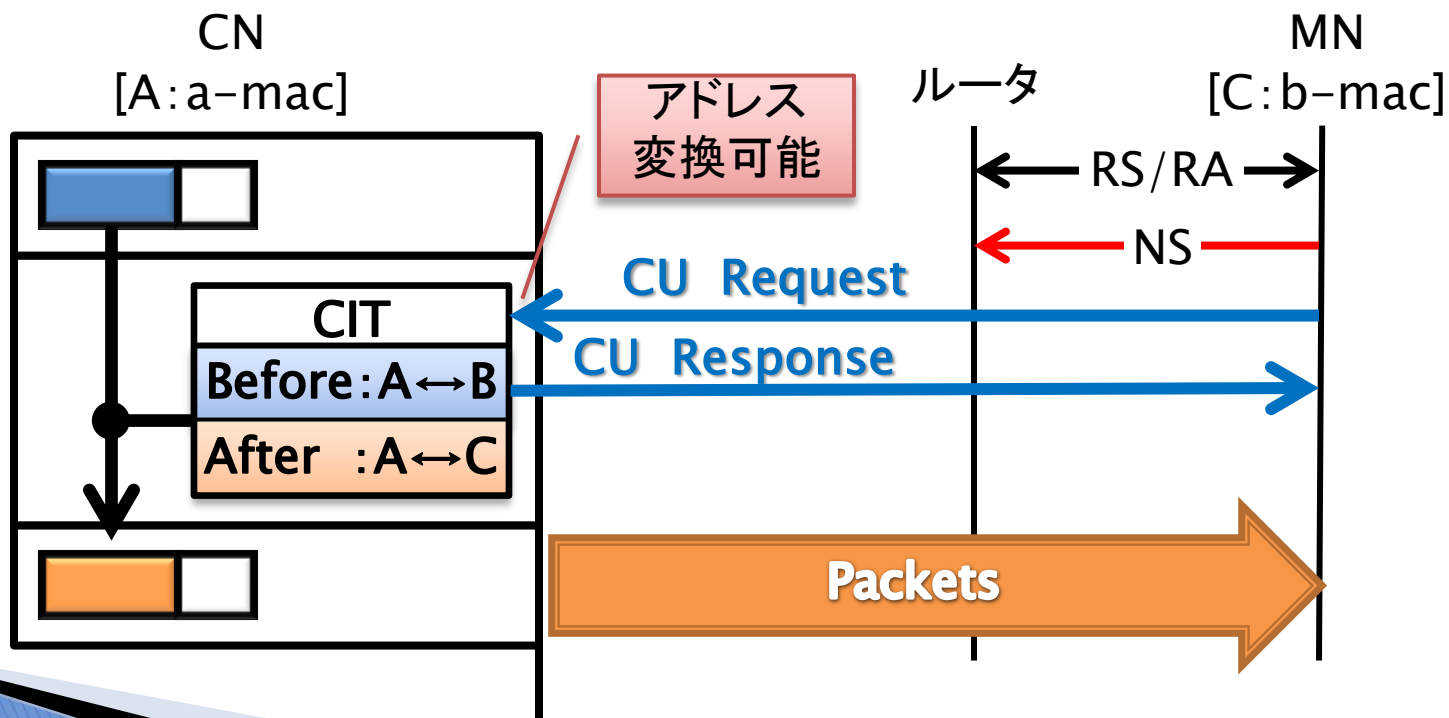 CN
[A:a-mac]
アドレス
変換可能
ルータ
MN
[C:b-mac]
RS/RA
NS
CU Request
CIT
CU Response
Before:A↔B
After :A↔C
Packets